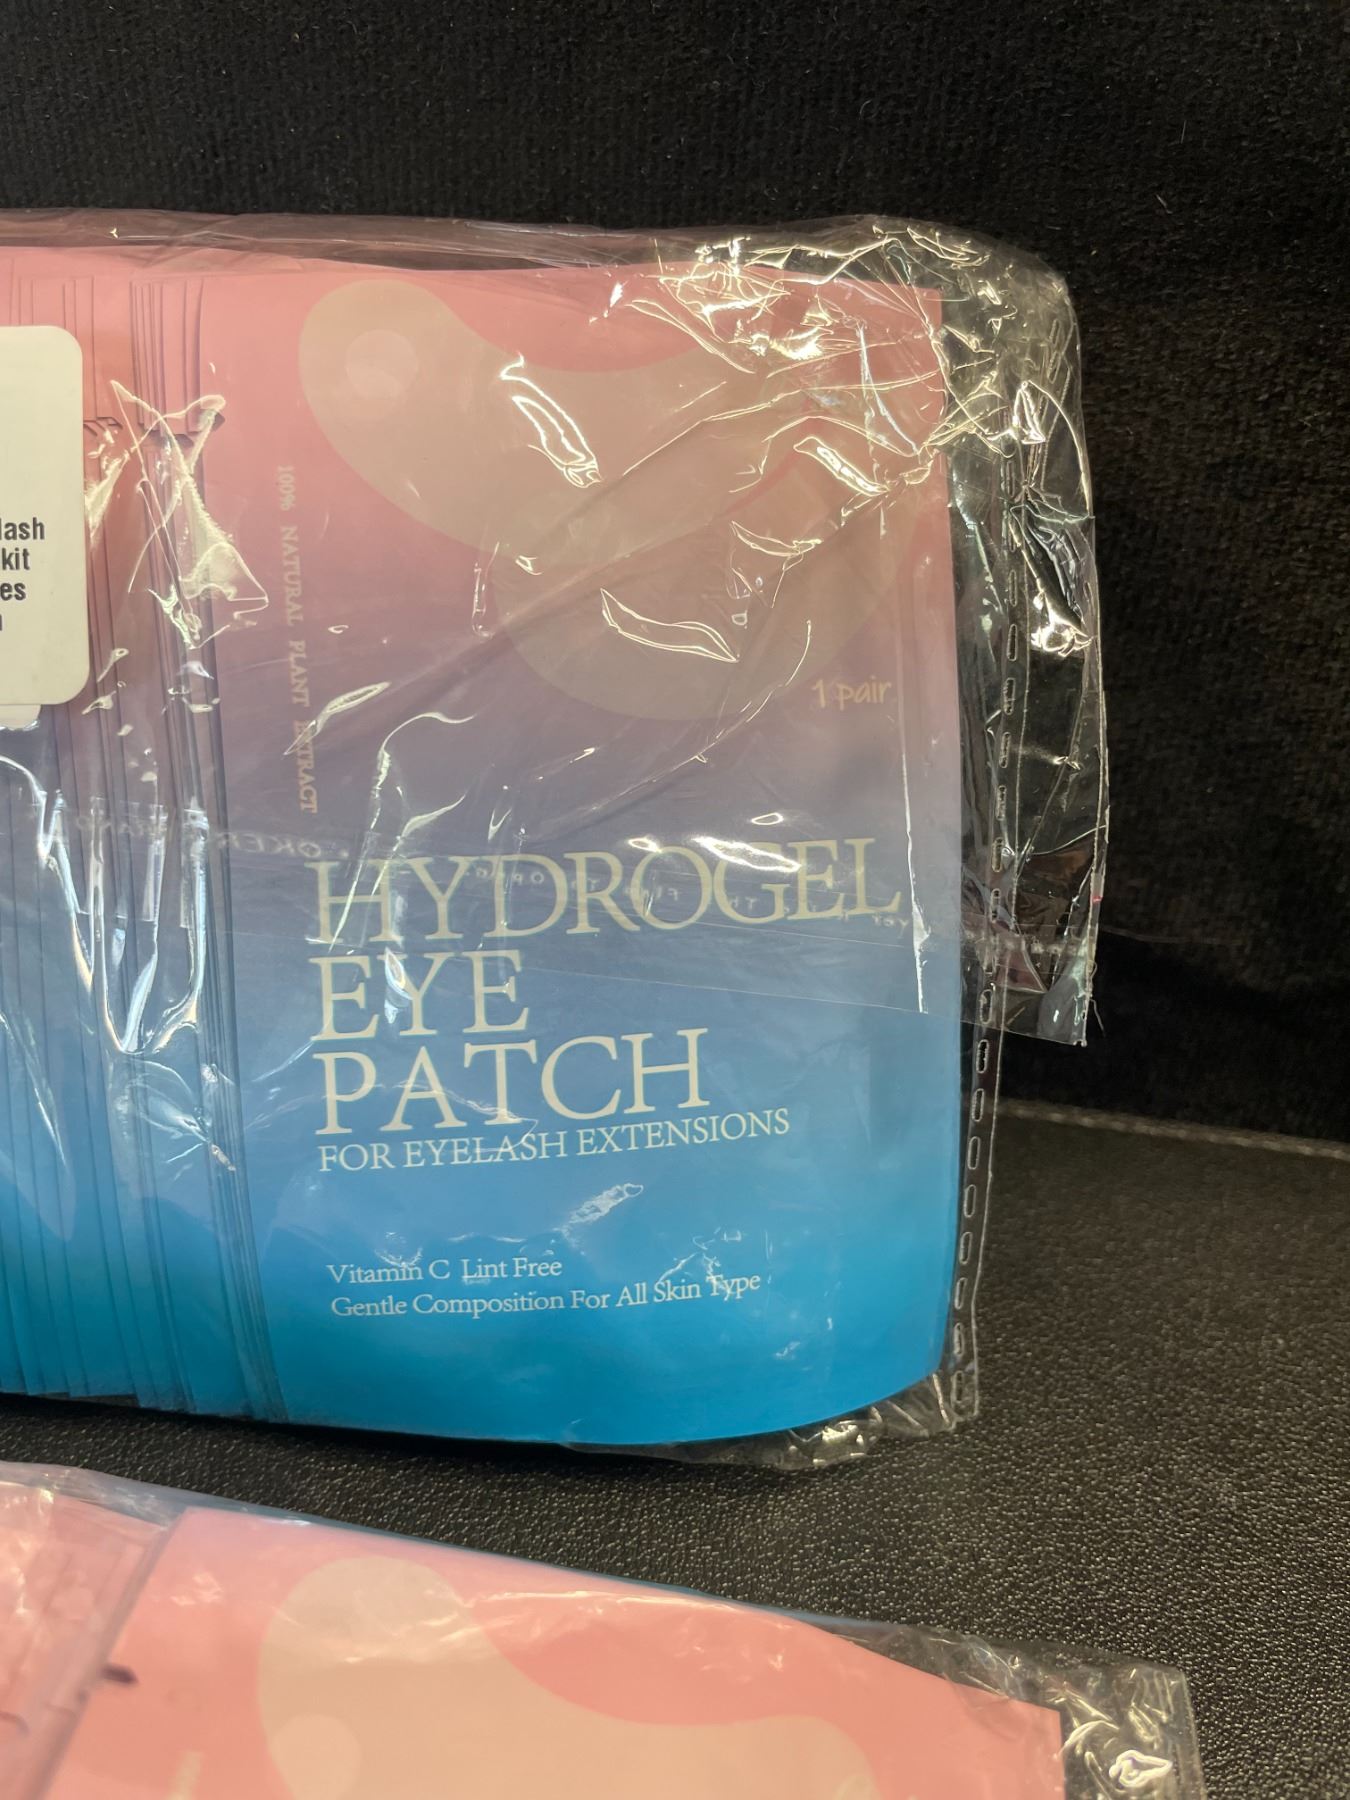 lash
kit
es
100% NATURAL PLANT EXTRACT
1 pair
HYDROGEL
EYE
PATCH
FOR EYELASH EXTENSIONS
Vitamin C Lint Free
Gentle Composition For All Skin Type